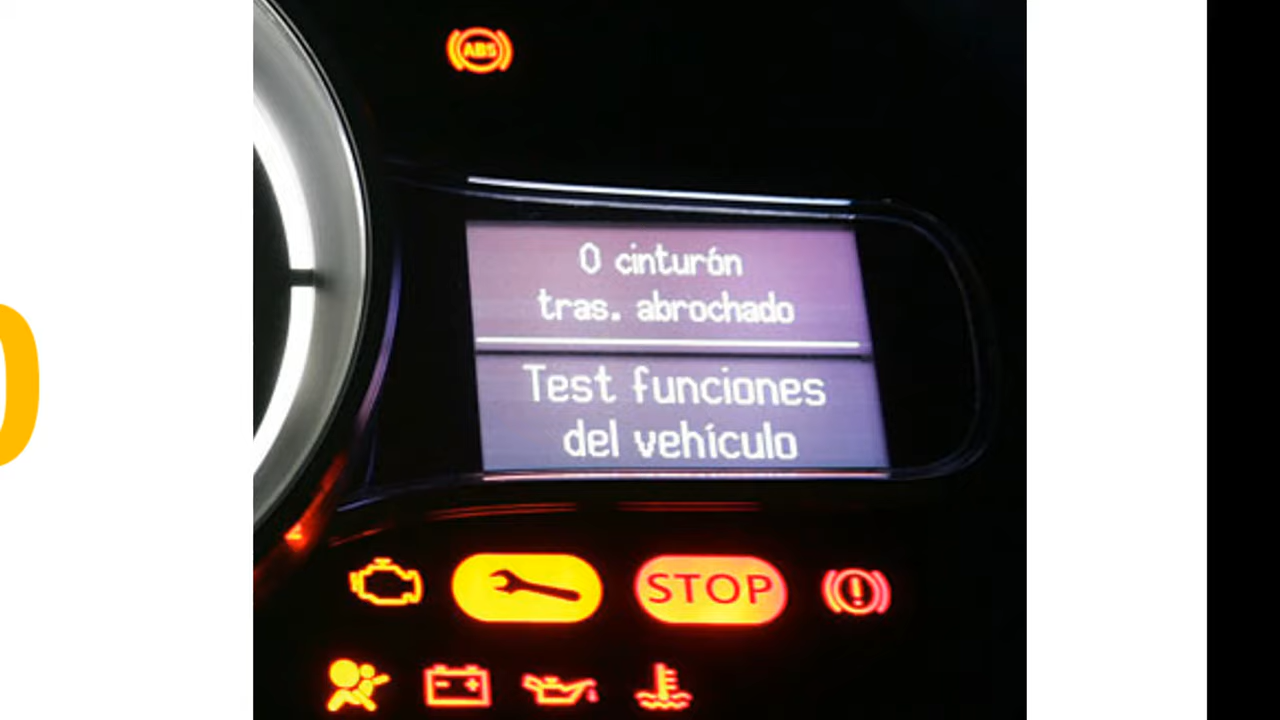 ABS
0 cinturón
tras. abrochado
Test funciones
del vehículo
STOP